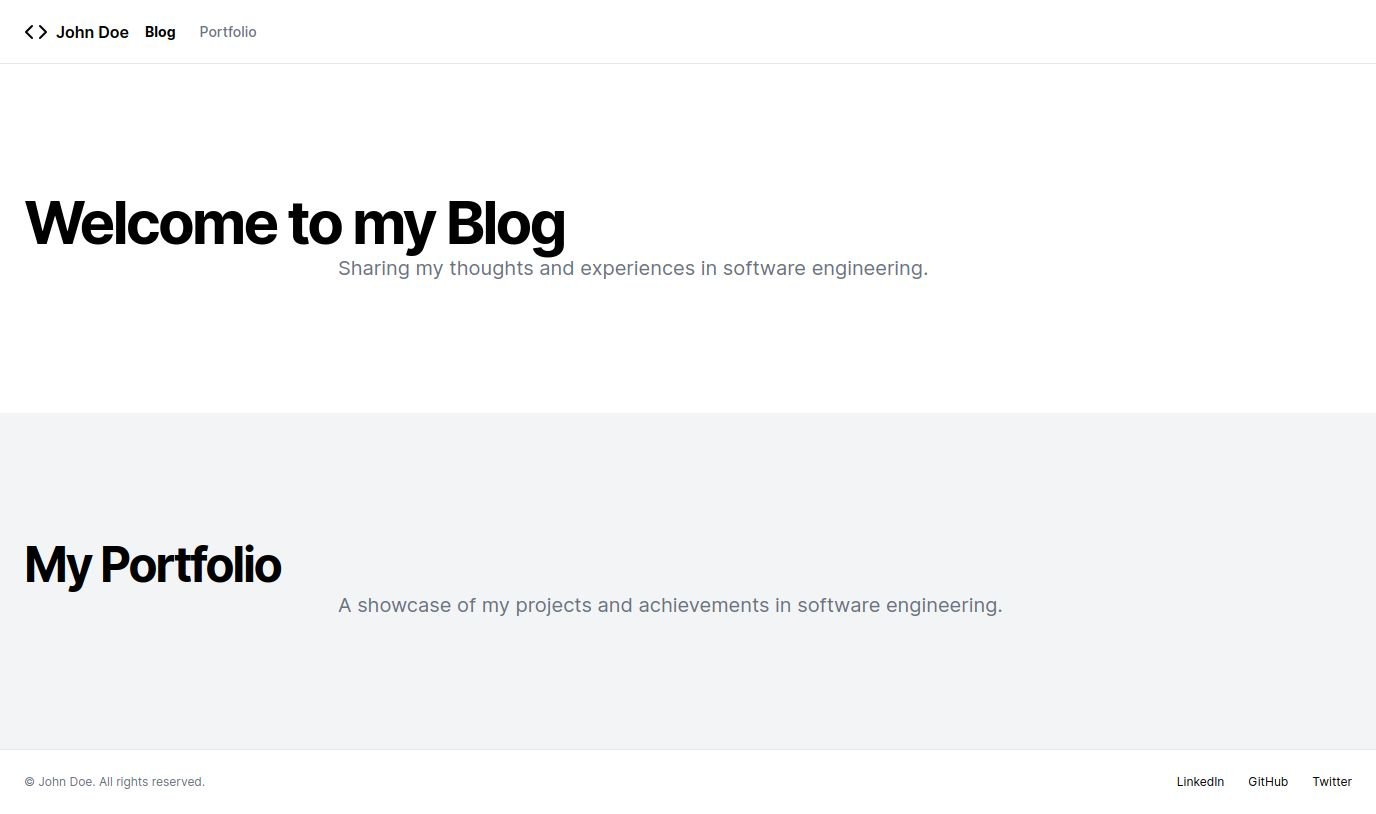 John Doe Blog Portfolio
Welcome to my Blog
Sharing my thoughts and experiences in software engineering.
My Portfolio
A showcase of my projects and achievements in software engineering.
© John Doe. All rights reserved. LinkedIn GitHub Twitter